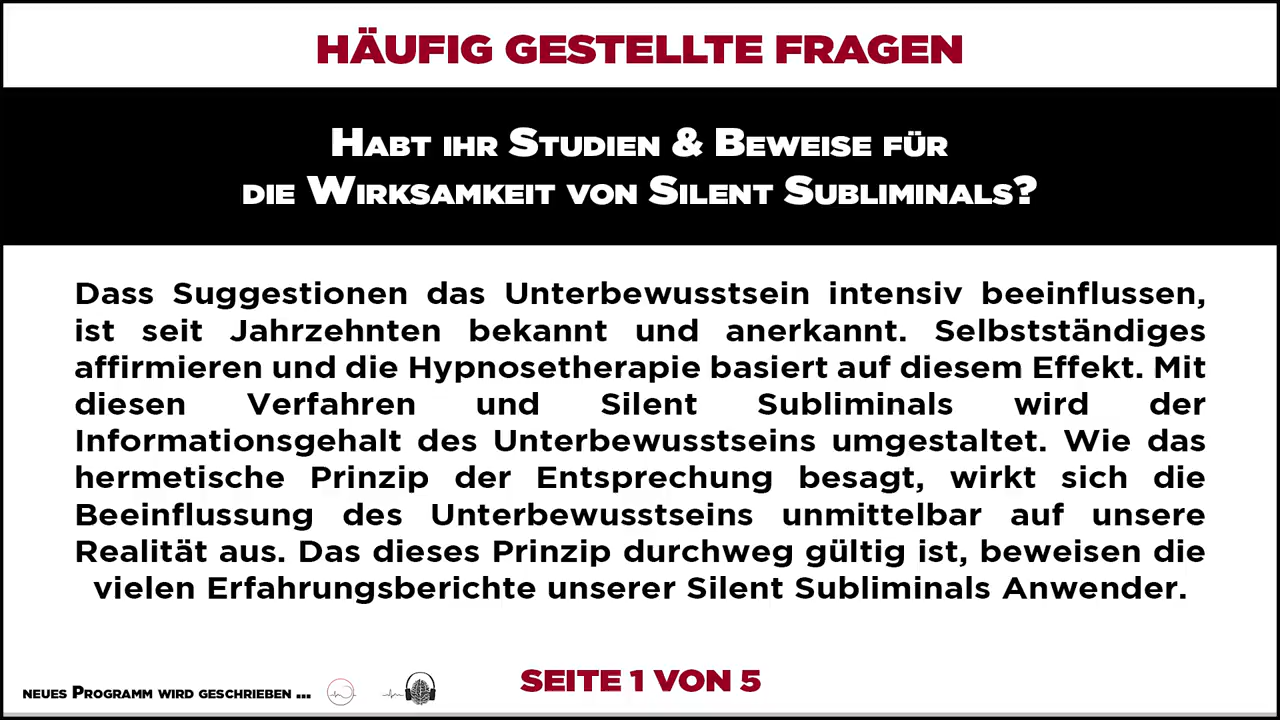 HÄUFIG GESTELLTE FRAGEN
Habt ihr Studien & Beweise für
die Wirksamkeit von Silent Subliminals?
Dass Suggestionen das Unterbewusstsein intensiv beeinflussen,
ist seit Jahrzehnten bekannt und anerkannt. Selbstständiges
affirmieren und die Hypnosetherapie basiert auf diesem Effekt. Mit
diesen Verfahren und Silent Subliminals wird der
Informationsgehalt des Unterbewusstseins umgestaltet. Wie das
hermetische Prinzip der Entsprechung besagt, wirkt sich die
Beeinflussung des Unterbewusstseins unmittelbar auf unsere
Realität aus. Das dieses Prinzip durchweg gültig ist, beweisen die
vielen Erfahrungsberichte unserer Silent Subliminals Anwender.
SEITE 1 VON 5
neues Programm wird geschrieben ...